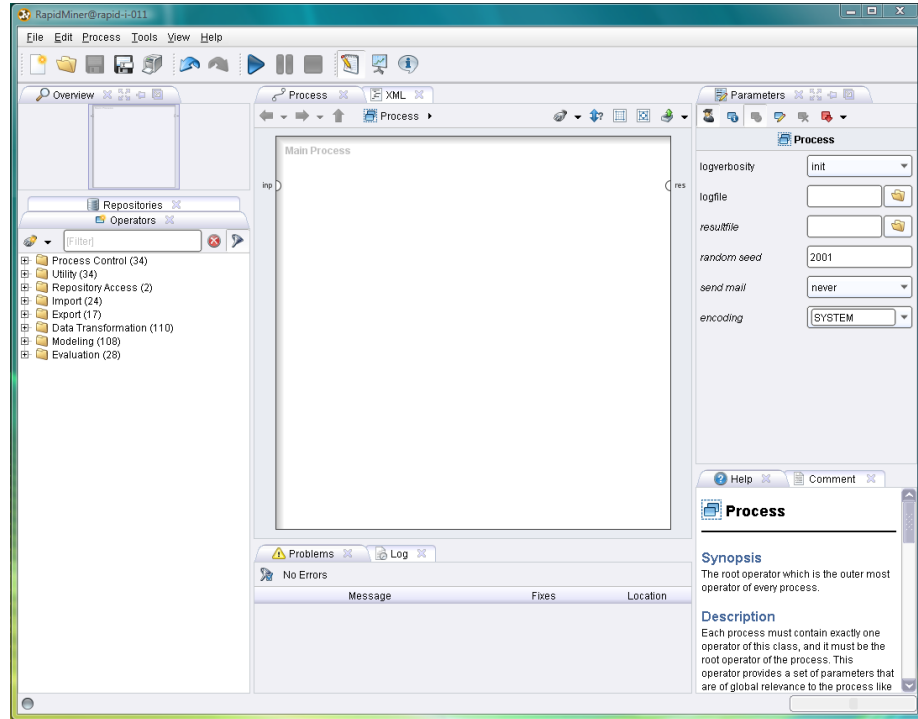 RapidMiner@rapid-i-011
File Edit Process Tools View Help
Overview
Process
XML
Parameters
Process
Process
Main Process
inp
res
logverbosity
init
logfile
resultfile
random seed
2001
send mail
never
encoding
SYSTEM
Repositories
Operators
[Filter]
Process Control (34)
Utility (34)
Repository Access (2)
Import (24)
Export (17)
Data Transformation (110)
Modeling (108)
Evaluation (28)
Help
Comment
Process
Synopsis
The root operator which is the outer most
operator of every process.
Description
Each process must contain exactly one
operator of this class, and it must be the
root operator of the process. This
operator provides a set of parameters that
are of global relevance to the process like
Problems
Log
No Errors
Message Fixes Location